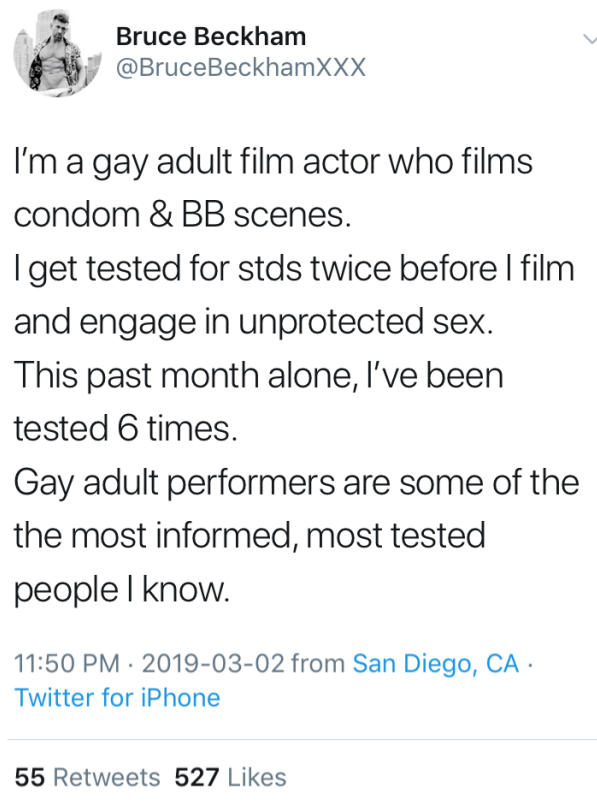 Bruce Beckham
@BruceBeckhamXXX
I'm a gay adult film actor who films
condom & BB scenes.
I get tested for stds twice before I film
and engage in unprotected sex.
This past month alone, I've been
tested 6 times.
Gay adult performers are some of the
the most informed, most tested
people I know.
11:50 PM · 2019-03-02 from San Diego, CA ·
Twitter for iPhone
55 Retweets 527 Likes